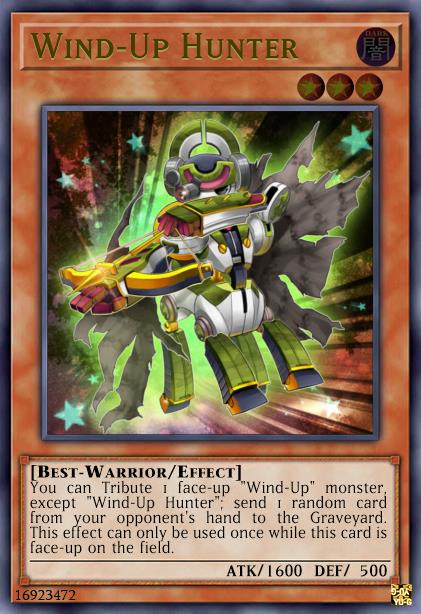 Wind-Up Hunter
DARK
闇
[Best-Warrior/Effect]
You can Tribute 1 face-up "Wind-Up" monster,
except "Wind-Up Hunter"; send 1 random card
from your opponent's hand to the Graveyard.
This effect can only be used once while this card is
face-up on the field.
ATK/1600 DEF/ 500
16923472